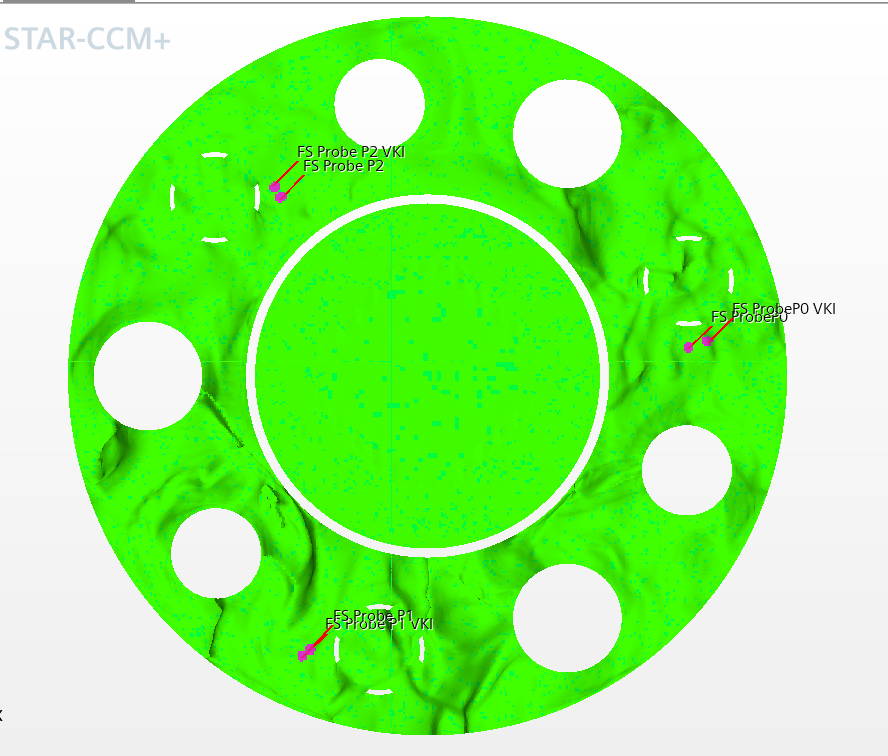 STAR-CCM+
FS Probe P2 VKI
FS Probe P2
FS ProbeP0 VKI
FS ProbeP0
FS Probe P1
FS Probe P1 VKI